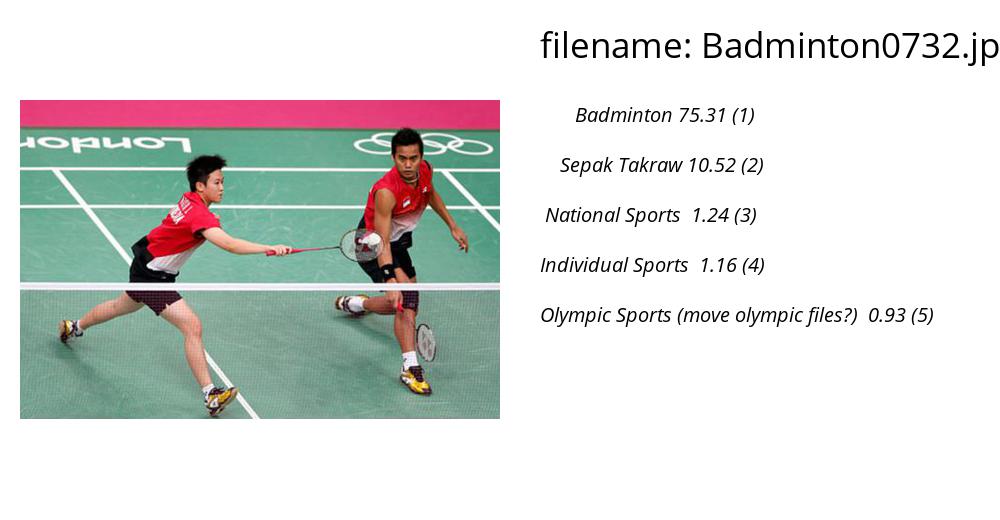 filename: Badminton0732.jp
Badminton 75.31 (1)
Sepak Takraw 10.52 (2)
National Sports 1.24 (3)
Individual Sports 1.16 (4)
Olympic Sports (move olympic files?) 0.93 (5)
London